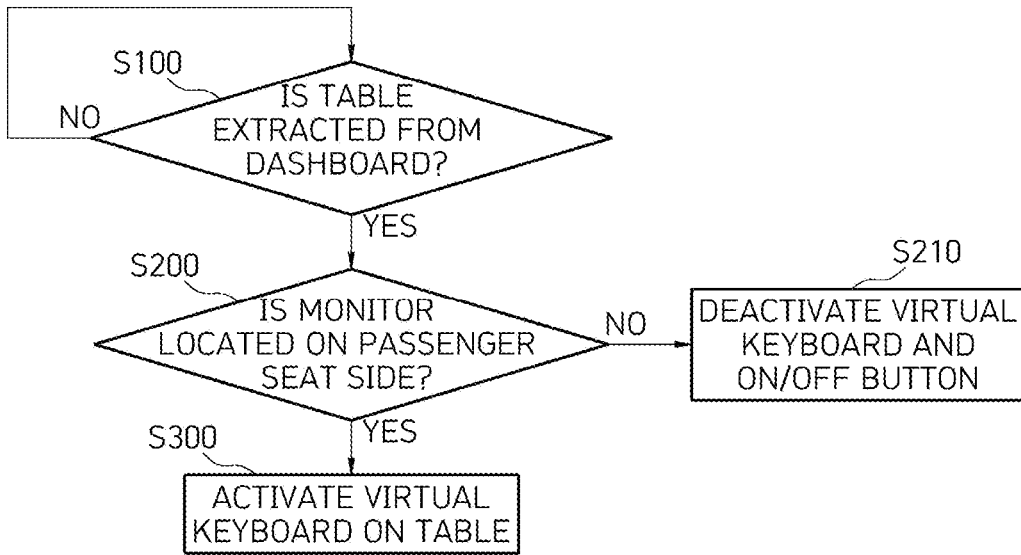 S100
IS TABLE
EXTRACTED FROM
DASHBOARD?
NO
YES
S200
IS MONITOR
LOCATED ON PASSENGER
SEAT SIDE?
NO
S210
DEACTIVATE VIRTUAL
KEYBOARD AND
ON/OFF BUTTON
YES
S300
ACTIVATE VIRTUAL
KEYBOARD ON TABLE